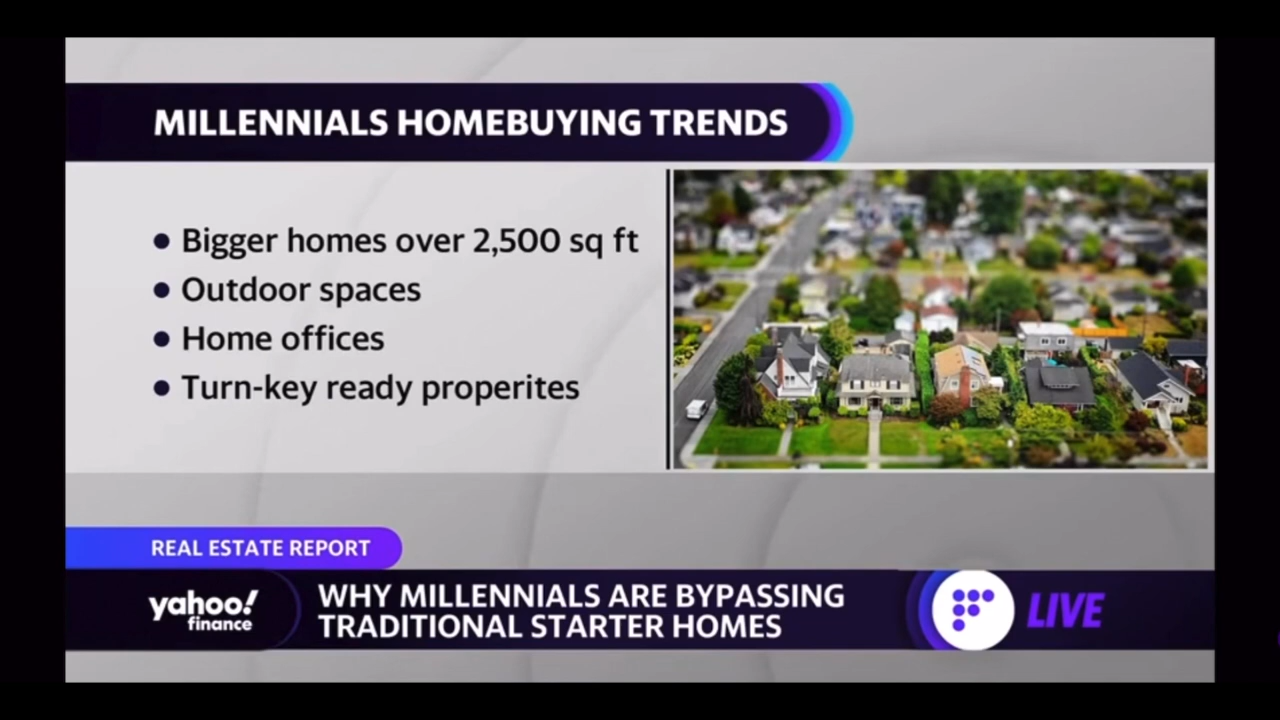 MILLENNIALS HOMEBUYING TRENDS
• Bigger homes over 2,500 sq ft
• Outdoor spaces
• Home offices
• Turn-key ready properites
REAL ESTATE REPORT
yahoo!
finance
WHY MILLENNIALS ARE BYPASSING
TRADITIONAL STARTER HOMES
LIVE